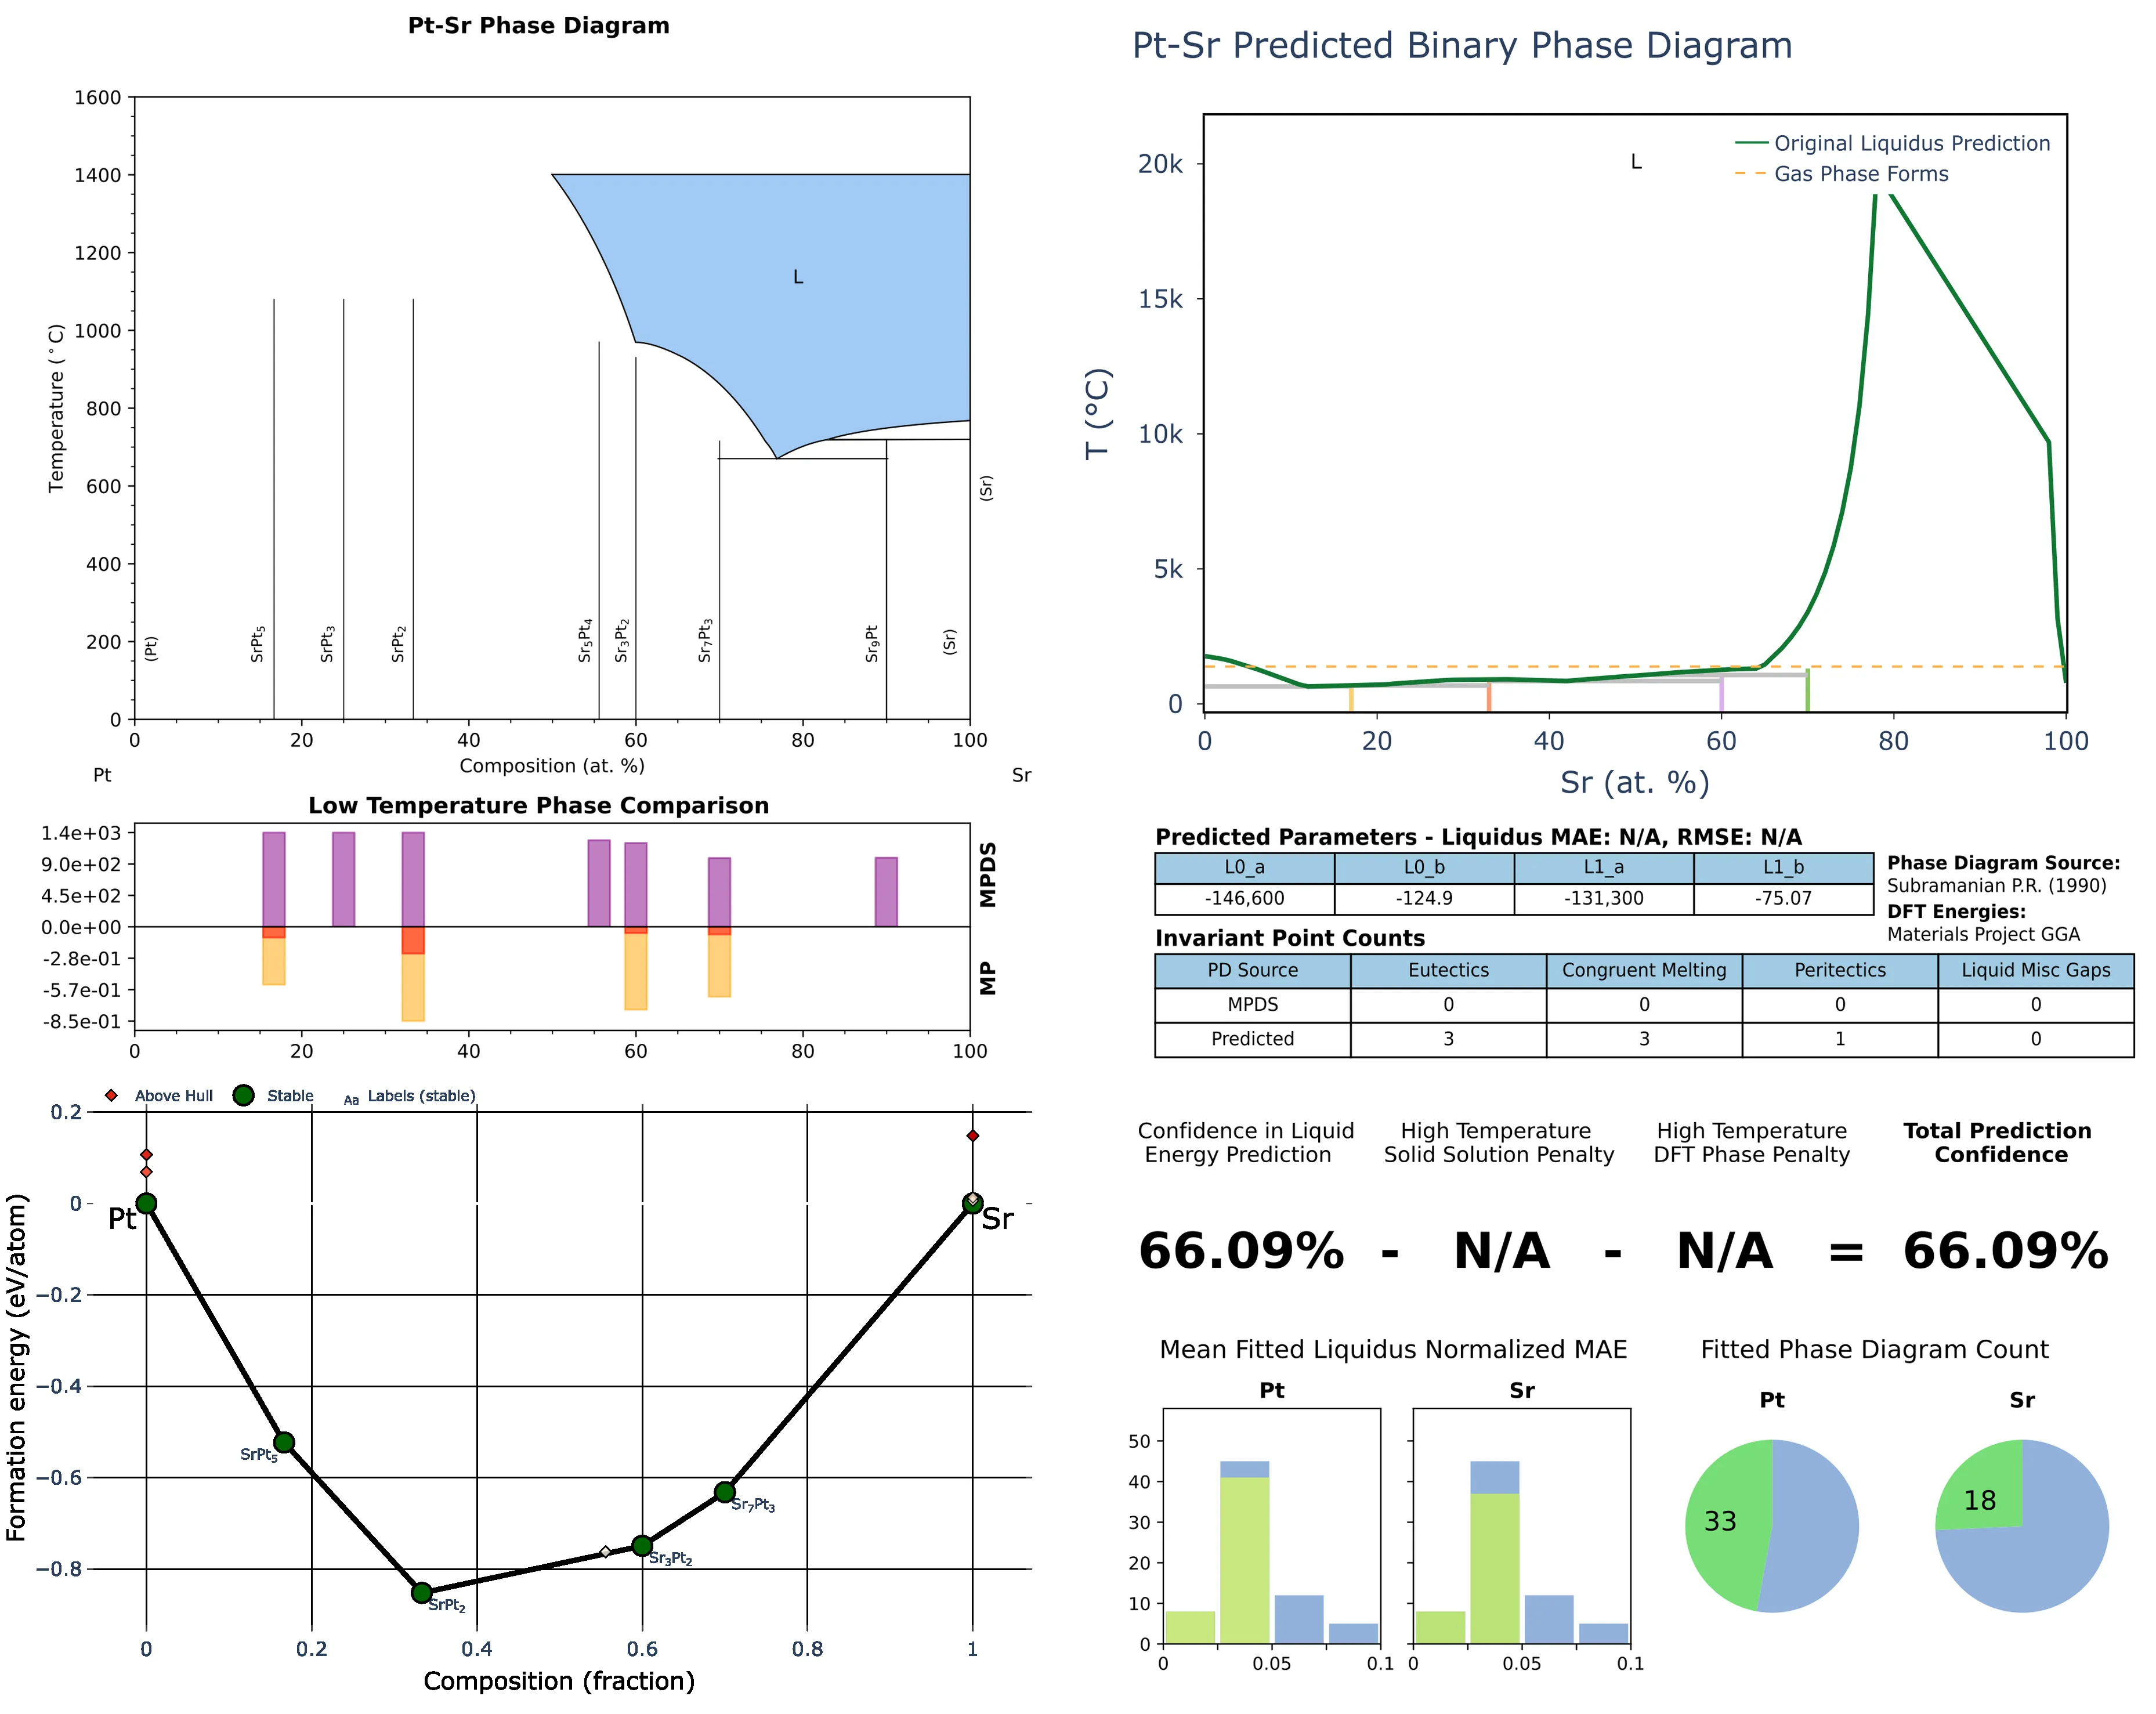 Pt-Sr Phase Diagram
1600
1400
1200
1000
800
600
400
200
0
Temperature (°C)
L
(Pt)
SrPt5
SrPt3
SrPt2
Sr5Pt4
Sr3Pt2
Sr7Pt3
Sr9Pt
(Sr)
(Sr)
0 20 40 60 80 100
Composition (at. %)
Pt Sr
Pt-Sr Predicted Binary Phase Diagram
Original Liquidus Prediction
Gas Phase Forms
L
20k
15k
10k
5k
0
T (°C)
0 20 40 60 80 100
Sr (at. %)
Low Temperature Phase Comparison
1.4e+03
9.0e+02
4.5e+02
0.0e+00
-2.8e-01
-5.7e-01
-8.5e-01
MPDS
MP
0 20 40 60 80 100
Predicted Parameters - Liquidus MAE: N/A, RMSE: N/A
L0_a L0_b L1_a L1_b
-146,600 -124.9 -131,300 -75.07
Phase Diagram Source:
Subramanian P.R. (1990)
DFT Energies:
Materials Project GGA
Invariant Point Counts
PD Source Eutectics Congruent Melting Peritectics Liquid Misc Gaps
MPDS 0 0 0 0
Predicted 3 3 1 0
Above Hull Stable Aa Labels (stable)
0.2
0
−0.2
−0.4
−0.6
−0.8
Formation energy (eV/atom)
Pt
Sr
SrPt5
SrPt2
Sr3Pt2
Sr7Pt3
0 0.2 0.4 0.6 0.8 1
Composition (fraction)
Confidence in Liquid Energy Prediction
High Temperature Solid Solution Penalty
High Temperature DFT Phase Penalty
Total Prediction Confidence
66.09% - N/A - N/A = 66.09%
Mean Fitted Liquidus Normalized MAE
Pt Sr
50
40
30
20
10
0
0 0.05 0.1
0 0.05 0.1
Fitted Phase Diagram Count
Pt Sr
33
18